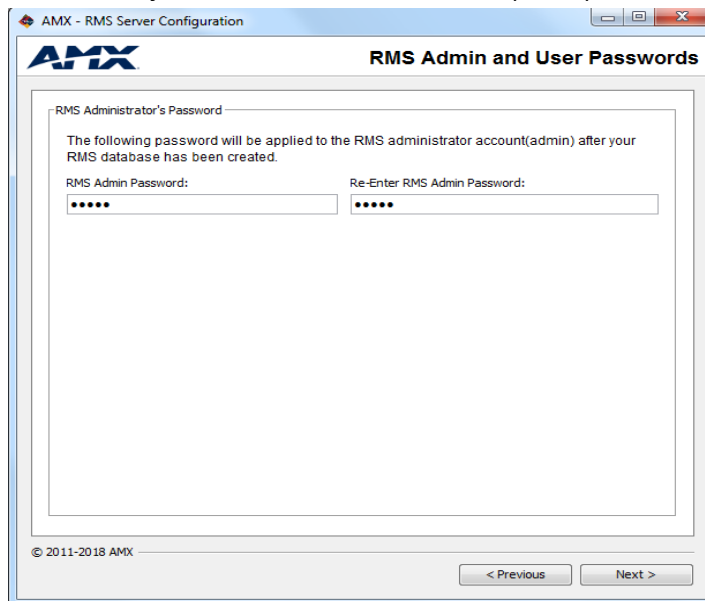 AMX - RMS Server Configuration
AMX
RMS Admin and User Passwords
RMS Administrator's Password
The following password will be applied to the RMS administrator account(admin) after your
RMS database has been created.
RMS Admin Password:
Re-Enter RMS Admin Password:
•••••
•••••
© 2011-2018 AMX
< Previous
Next >